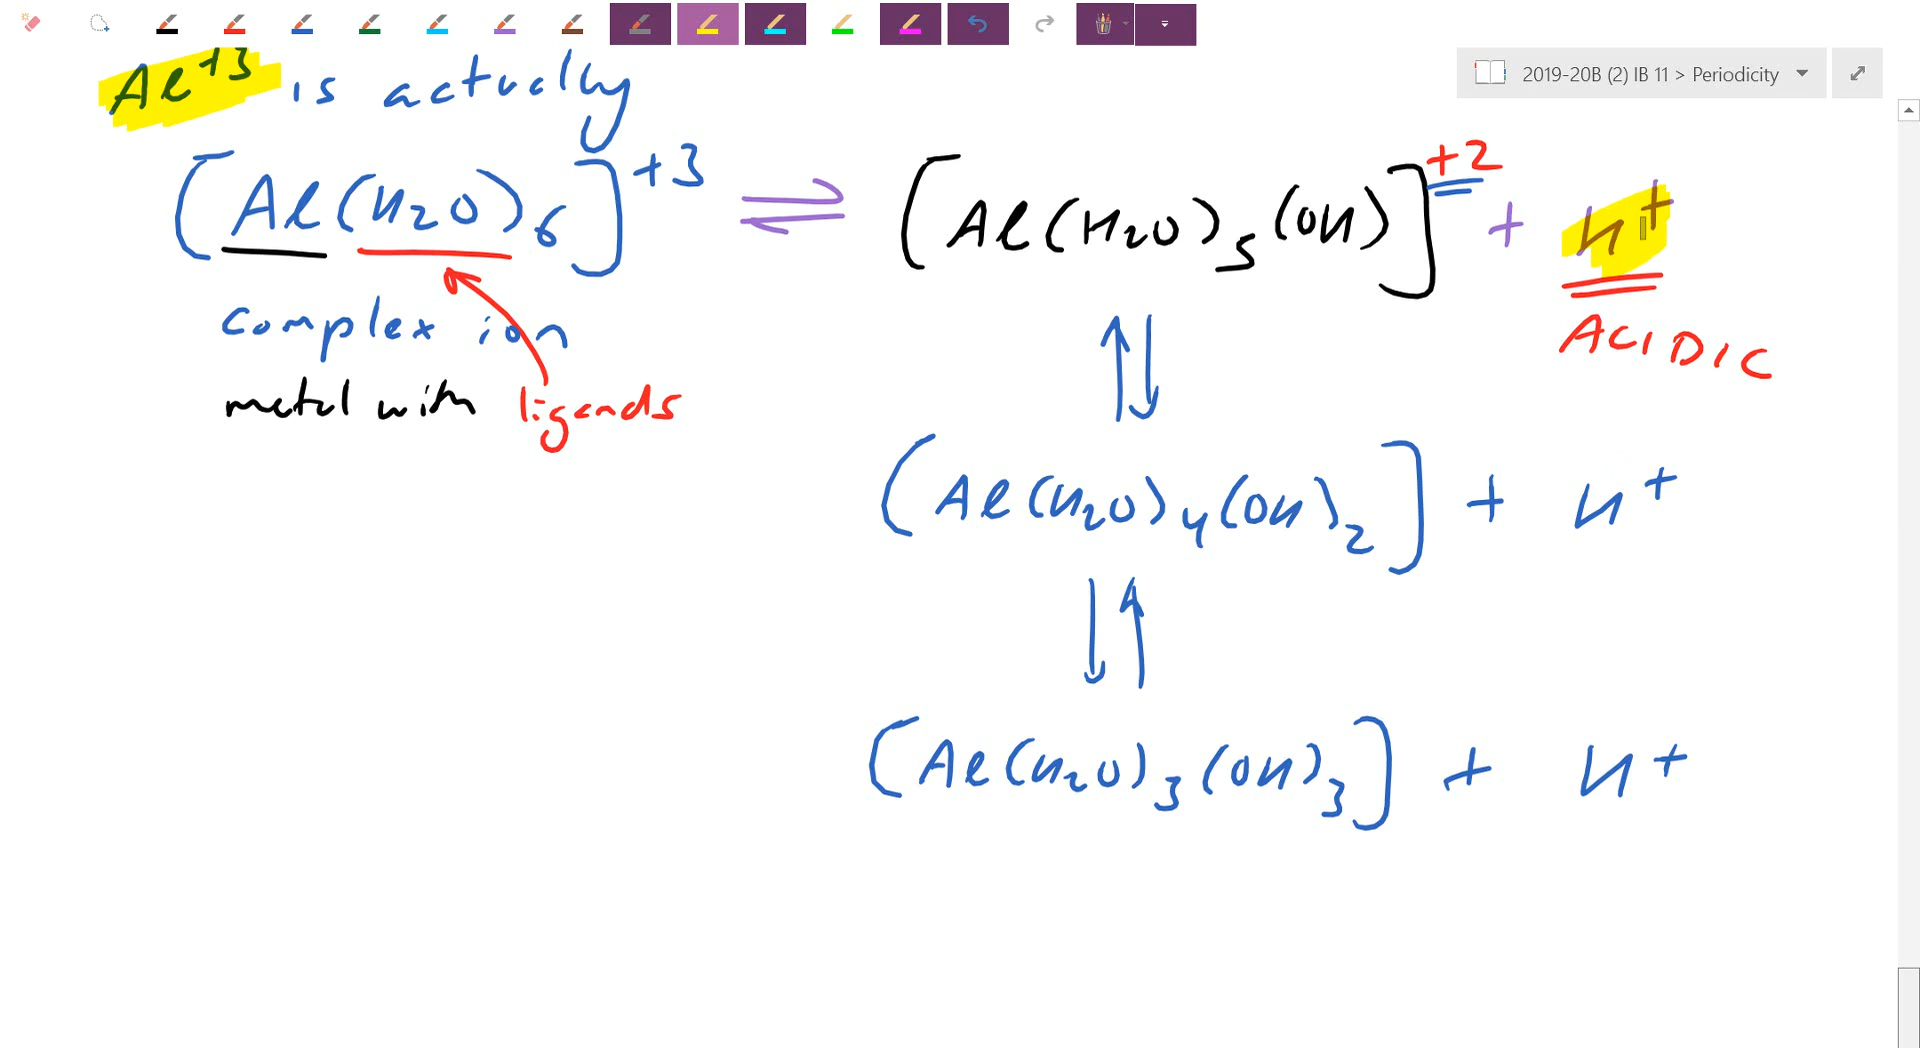 2019-20B (2) IB 11 > Periodicity
Al⁺³ is actually
[Al(H₂O)₆]⁺³ ⇌ [Al(H₂O)₅(OH)]⁺² + H⁺
ACIDIC
complex ion
metal with ligands
[Al(H₂O)₄(OH)₂] + H⁺
[Al(H₂O)₃(OH)₃] + H⁺